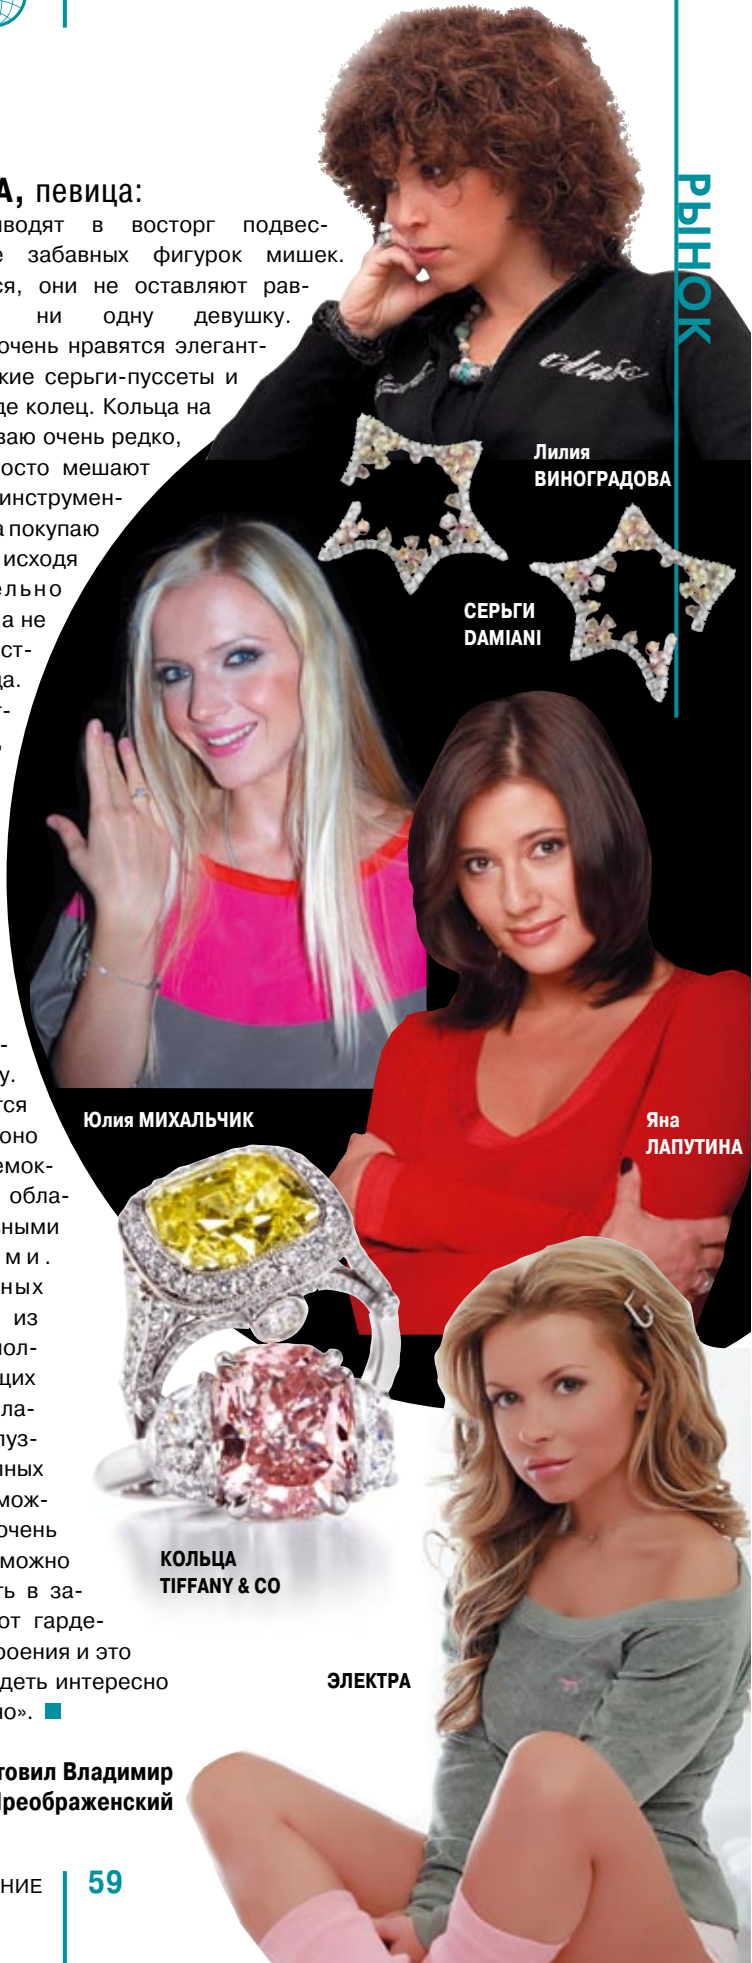 А, певица:
водят в восторг подвес-
е забавных фигурок мишек.
ся, они не оставляют рав-
ни одну девушку.
очень нравятся элегант-
кие серьги-пуссеты и
де колец. Кольца на
ваю очень редко,
осто мешают
инструмен-
а покупаю
исходя
ельно
а не
ст-
да.
т-
-
у.
тся
оно
емок-
обла-
зными
ми.
ных
из
пол-
щих
ла-
луз-
пных
мож-
очень
можно
ть в за-
от гарде-
роения и это
деть интересно
но».
товил Владимир
Преображенский
НИЕ
59
РЫНОК
Лилия
ВИНОГРАДОВА
СЕРЬГИ
DAMIANI
Юлия МИХАЛЬЧИК
Яна
ЛАПУТИНА
КОЛЬЦА
TIFFANY & CO
ЭЛЕКТРА